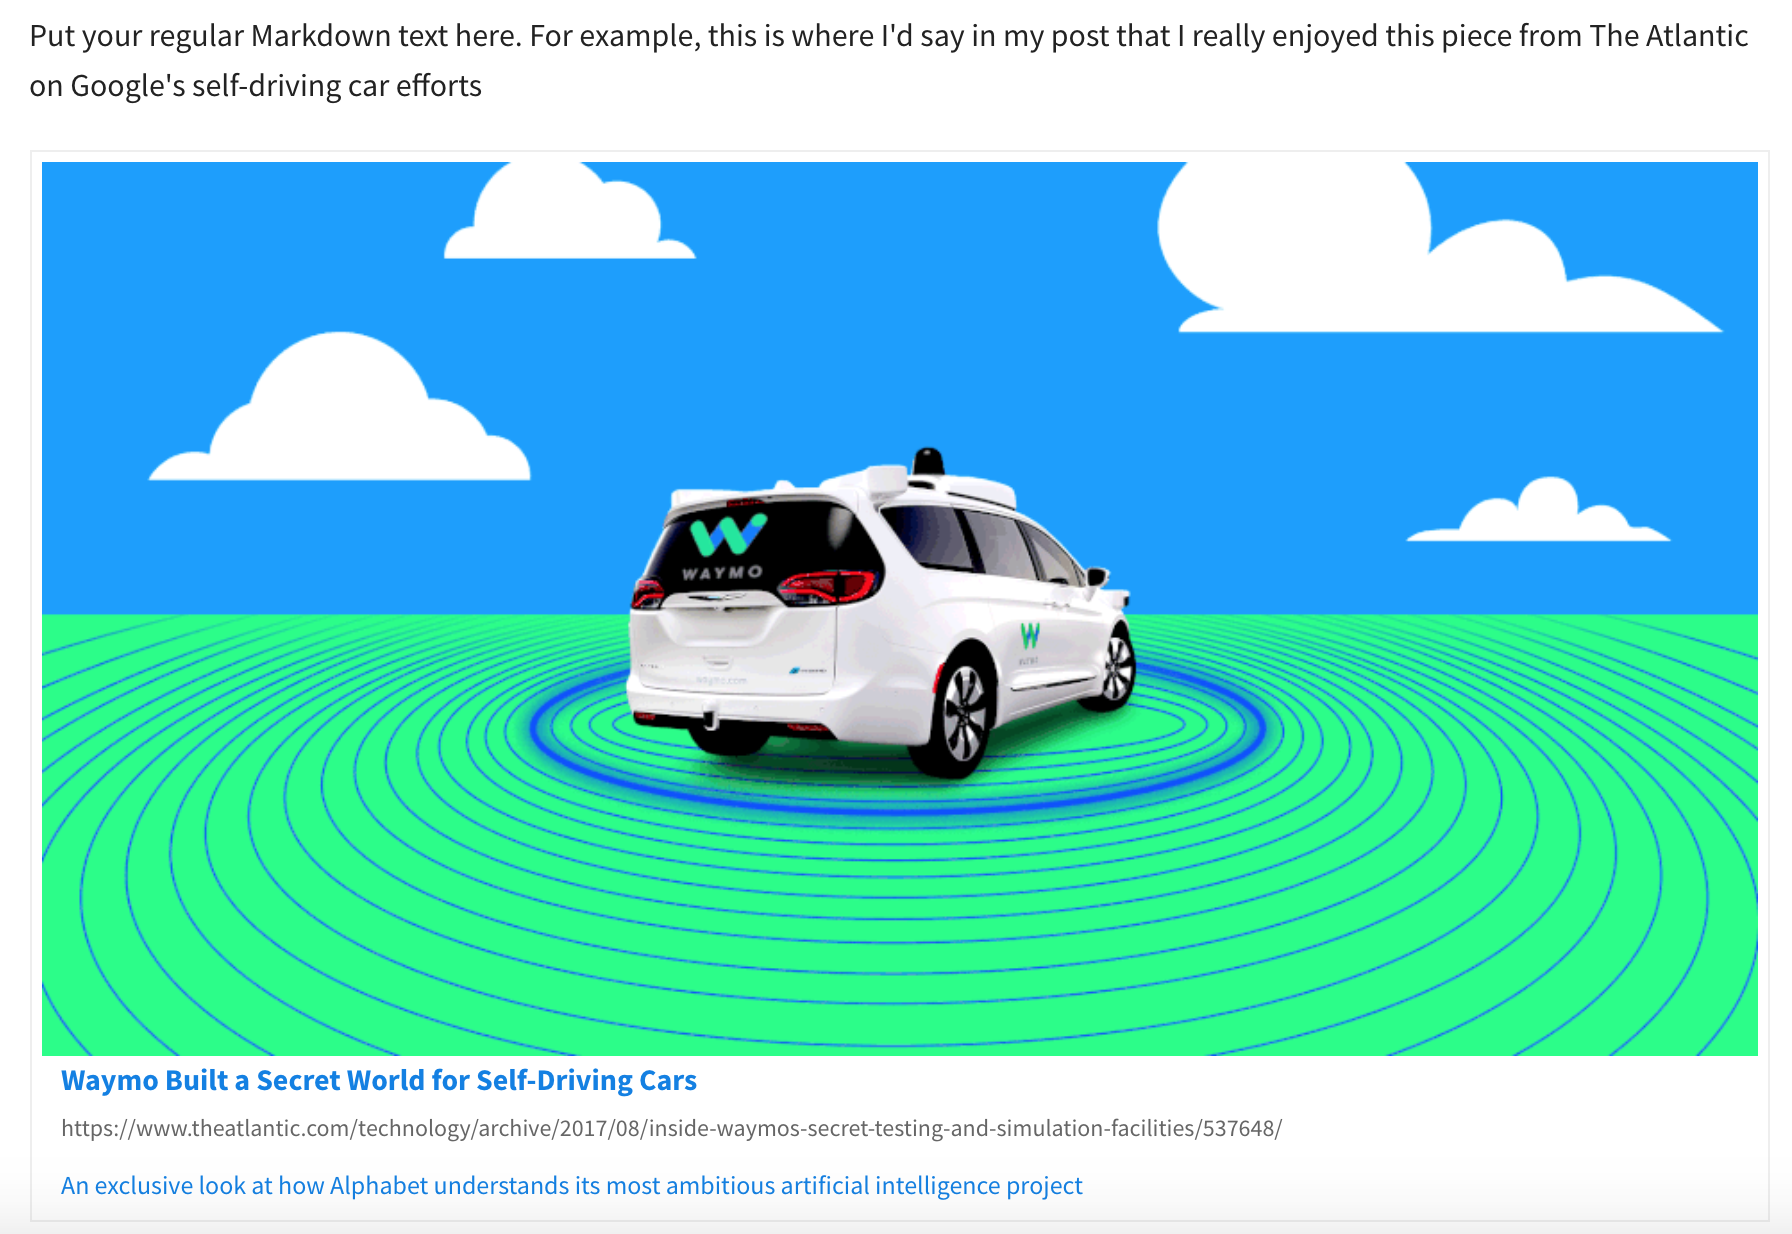 Put your regular Markdown text here. For example, this is where I'd say in my post that I really enjoyed this piece from The Atlantic
on Google's self-driving car efforts
WAYMO
waymo.com
Waymo Built a Secret World for Self-Driving Cars
https://www.theatlantic.com/technology/archive/2017/08/inside-waymos-secret-testing-and-simulation-facilities/537648/
An exclusive look at how Alphabet understands its most ambitious artificial intelligence project